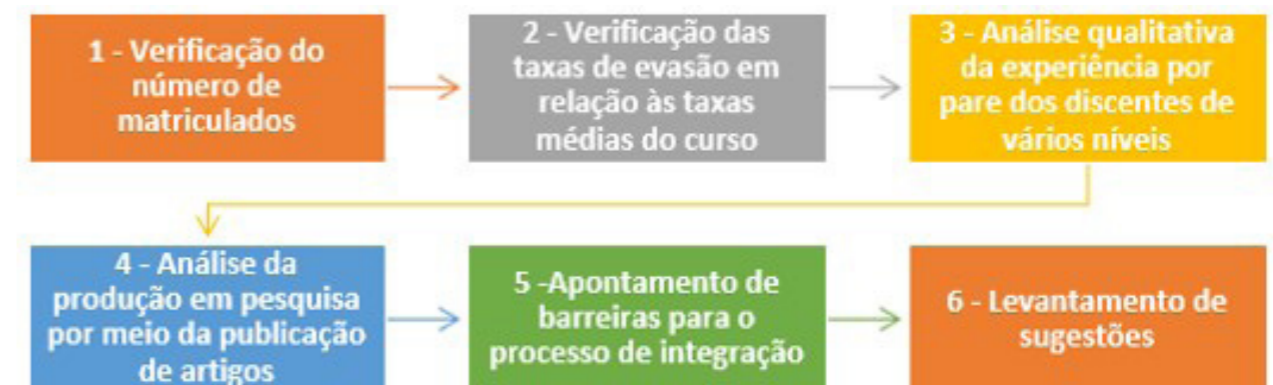 1 - Verificação do
número de
matriculados
2 - Verificação das
taxas de evasão em
relação às taxas
médias do curso
3 - Análise qualitativa
da experiência por
pare dos discentes de
vários níveis
4 - Análise da
produção em pesquisa
por meio da publicação
de artigos
5 -Apontamento de
barreiras para o
processo de integração
6 - Levantamento de
sugestões